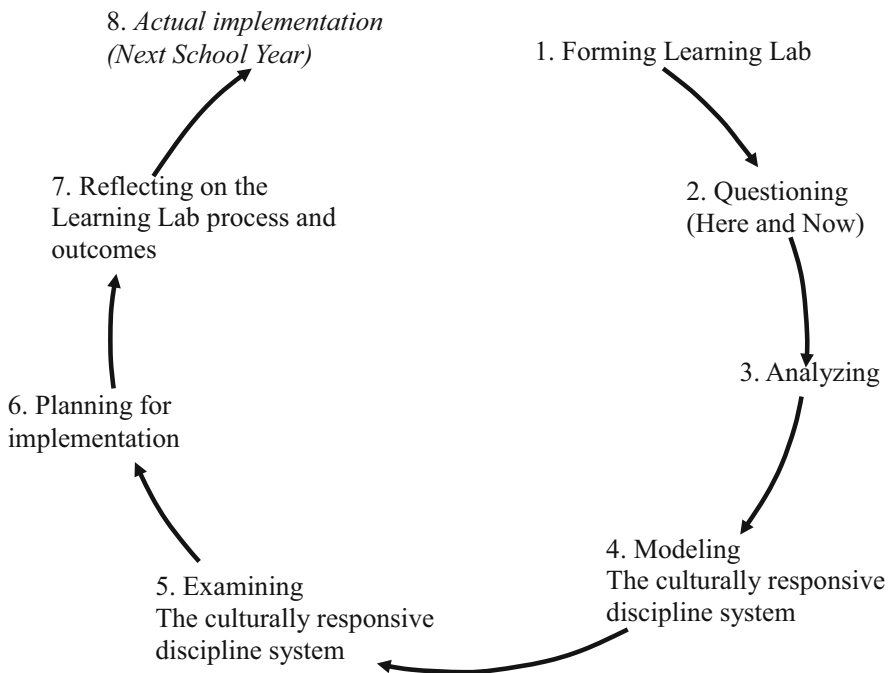 8. Actual implementation
(Next School Year)
1. Forming Learning Lab
2. Questioning
(Here and Now)
3. Analyzing
4. Modeling
The culturally responsive
discipline system
5. Examining
The culturally responsive
discipline system
6. Planning for
implementation
7. Reflecting on the
Learning Lab process and
outcomes